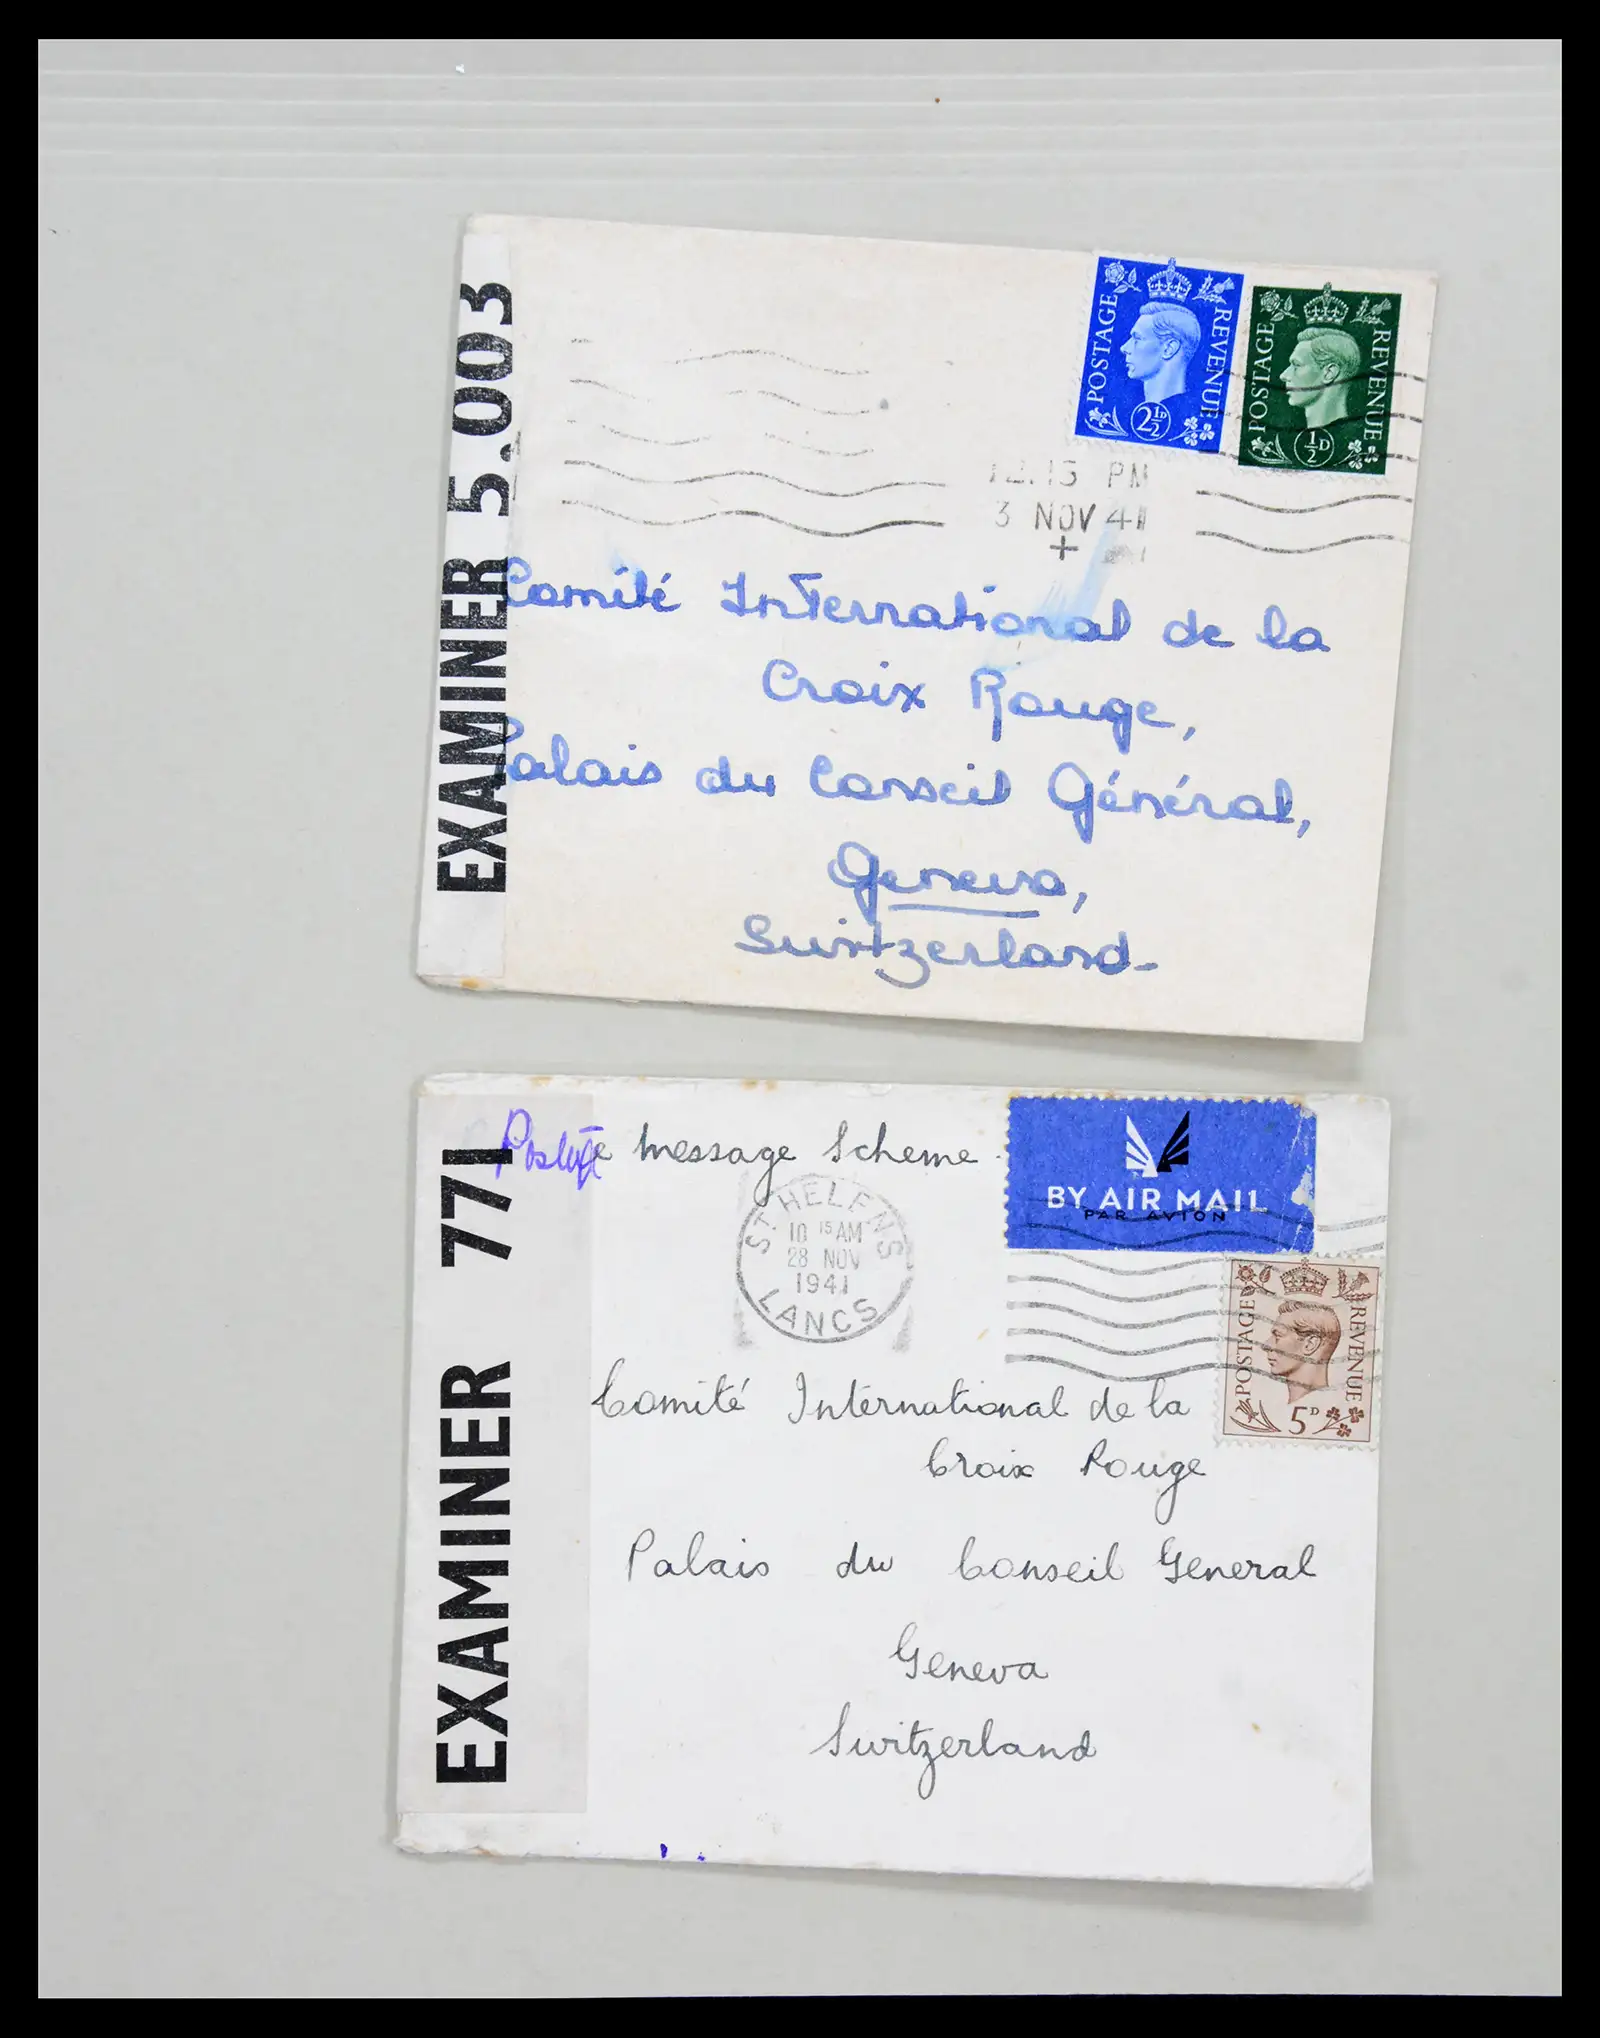 EXAMINER 5.003
POSTAGE REVENUE
2½D
POSTAGE REVENUE
½D
12.15 PM
3 NOV 41
Comité International de la
Croix Rouge,
Palais du Conseil Général,
Geneva,
Switzerland-
EXAMINER 771
message Scheme.
BY AIR MAIL
PAR AVION
ST HELENS
10 15 AM
28 NOV
1941
LANCS
POSTAGE REVENUE
5D
Comité International de la
Croix Rouge
Palais du Conseil General
Geneva
Switzerland